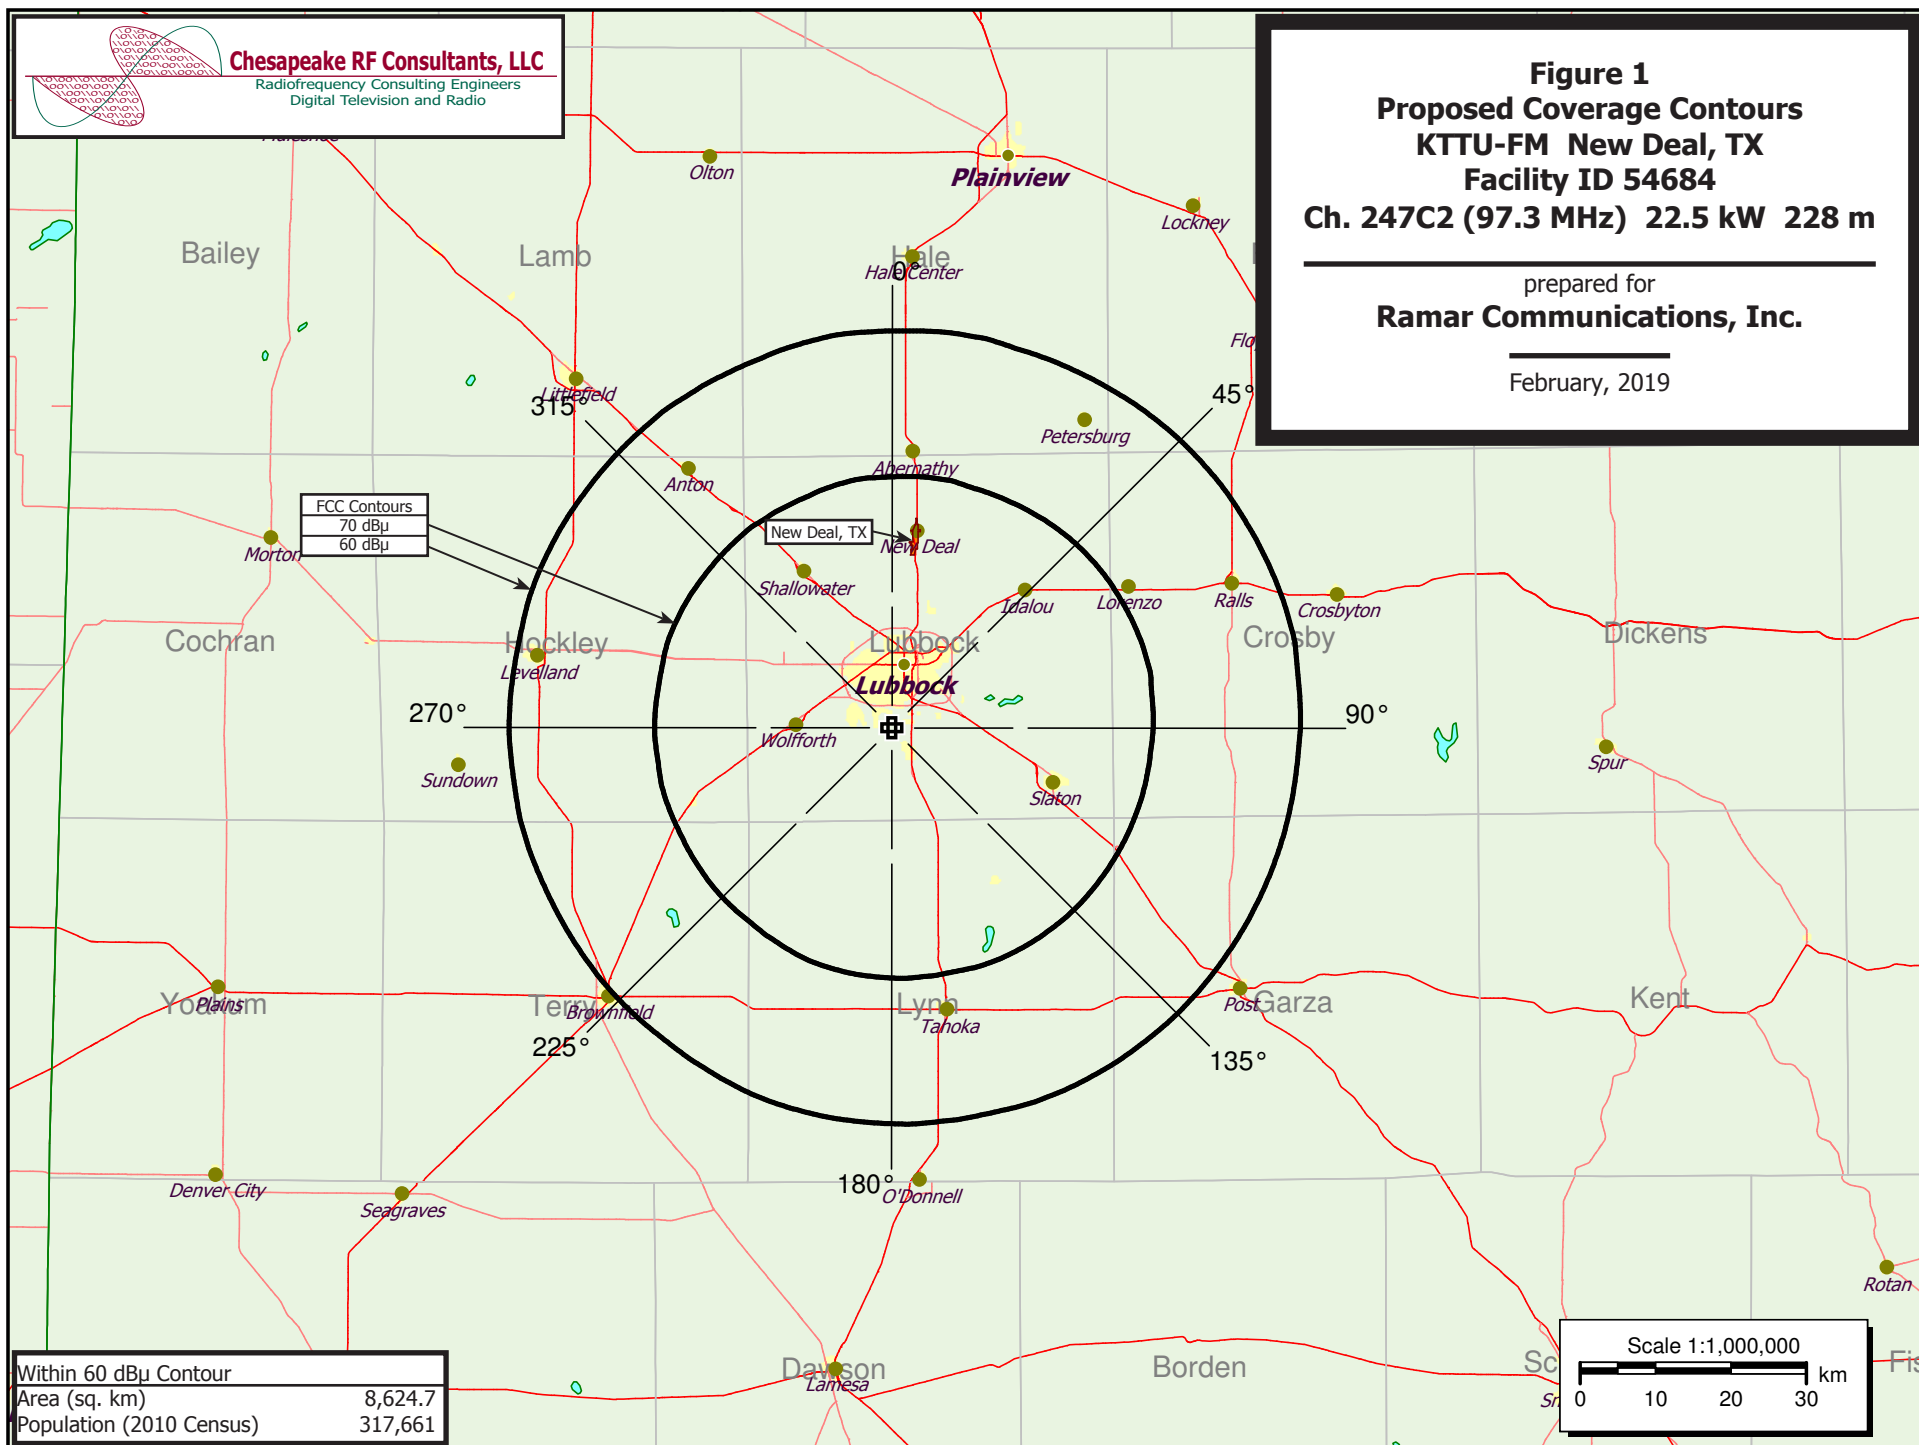 Chesapeake RF Consultants, LLC
Radiofrequency Consulting Engineers
Digital Television and Radio
Figure 1
Proposed Coverage Contours
KTTU-FM New Deal, TX
Facility ID 54684
Ch. 247C2 (97.3 MHz) 22.5 kW 228 m
prepared for
Ramar Communications, Inc.
February, 2019
Olton
Plainview
Lockney
Bailey
Lamb
Hale
Hale Center
0°
Littlefield
315°
45°
Petersburg
Abernathy
Anton
FCC Contours
70 dBµ
60 dBµ
Morton
New Deal, TX
New Deal
Shallowater
Idalou
Lorenzo
Ralls
Crosbyton
Cochran
Hockley
Lubbock
Crosby
Dickens
Levelland
Lubbock
270°
90°
Wolfforth
Sundown
Slaton
Spur
Yoakum
Plains
Terry
Brownfield
Lynn
Tahoka
Post
Garza
Kent
225°
135°
180°
Denver City
Seagraves
O'Donnell
Rotan
Dawson
Lamesa
Borden
Scale 1:1,000,000
km
0 10 20 30
Within 60 dBµ Contour
Area (sq. km) 8,624.7
Population (2010 Census) 317,661